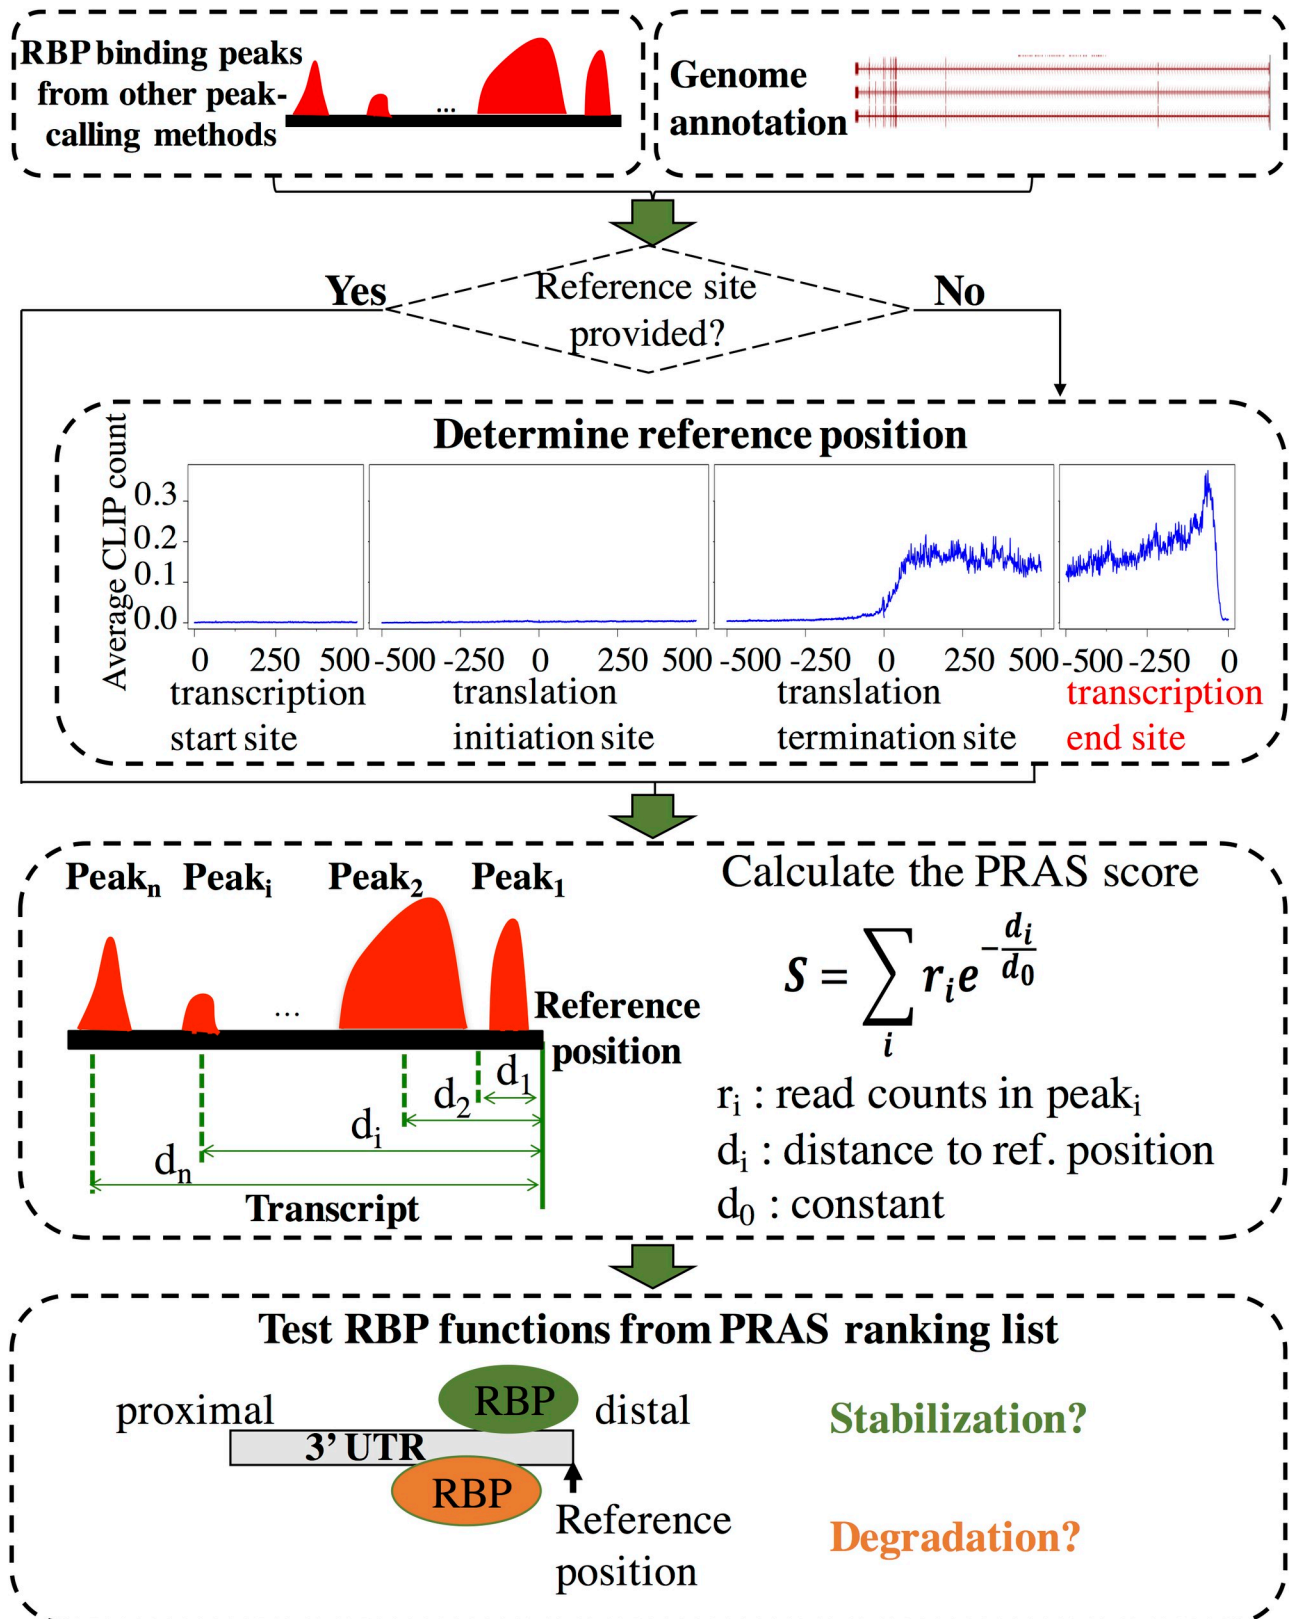 RBP binding peaks
from other peak-
calling methods
...
Genome
annotation
Reference site
provided?
Yes
No
Determine reference position
Average CLIP count
0.3
0.2
0.1
0.0
0 250 500 -500 -250 0 250 500 -500 -250 0 250 500 -500 -250 0
transcription
start site
translation
initiation site
translation
termination site
transcription
end site
Peakₙ Peakᵢ Peak₂ Peak₁
...
Reference
position
d₁
d₂
dᵢ
dₙ
Transcript
Calculate the PRAS score
S = ∑ᵢ rᵢe^(-dᵢ/d₀)
rᵢ : read counts in peakᵢ
dᵢ : distance to ref. position
d₀ : constant
Test RBP functions from PRAS ranking list
proximal
RBP
distal
3’ UTR
RBP
Reference
position
Stabilization?
Degradation?